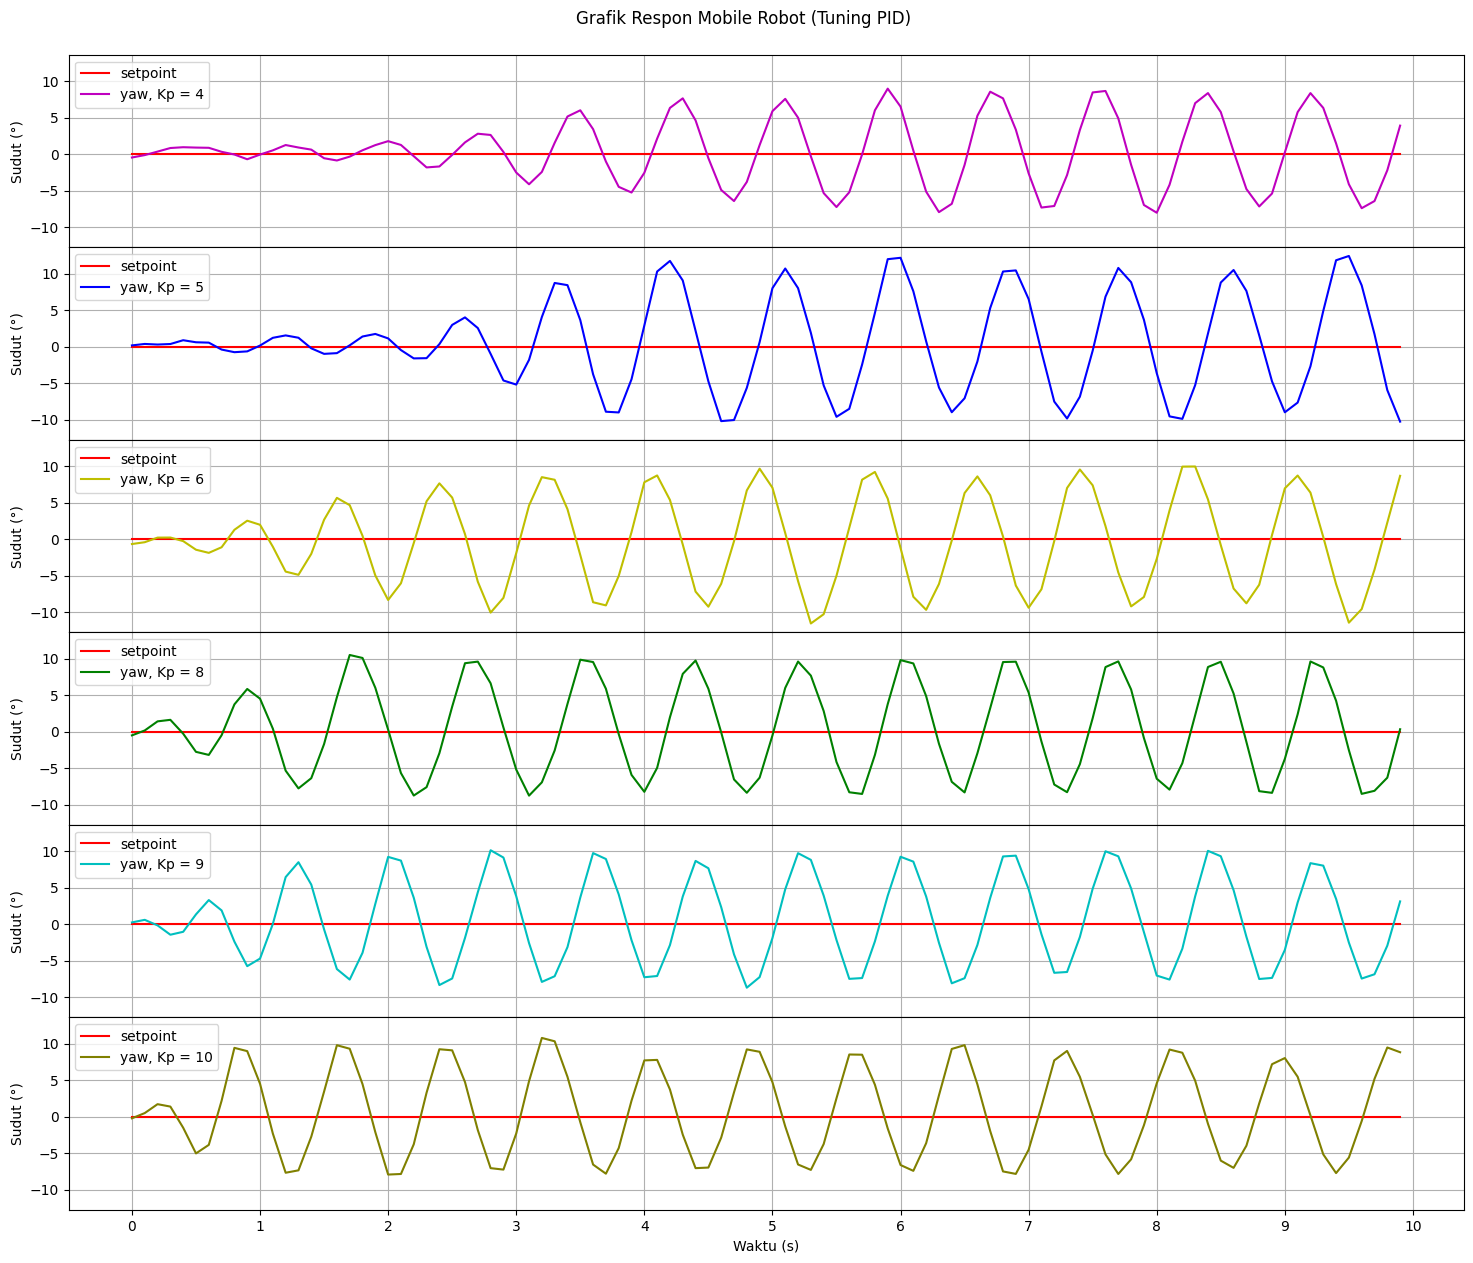 Grafik Respon Mobile Robot (Tuning PID)
setpoint
yaw, Kp = 4
Sudut (°)
10
5
0
−5
−10
setpoint
yaw, Kp = 5
Sudut (°)
10
5
0
−5
−10
setpoint
yaw, Kp = 6
Sudut (°)
10
5
0
−5
−10
setpoint
yaw, Kp = 8
Sudut (°)
10
5
0
−5
−10
setpoint
yaw, Kp = 9
Sudut (°)
10
5
0
−5
−10
setpoint
yaw, Kp = 10
Sudut (°)
10
5
0
−5
−10
0 1 2 3 4 5 6 7 8 9 10
Waktu (s)